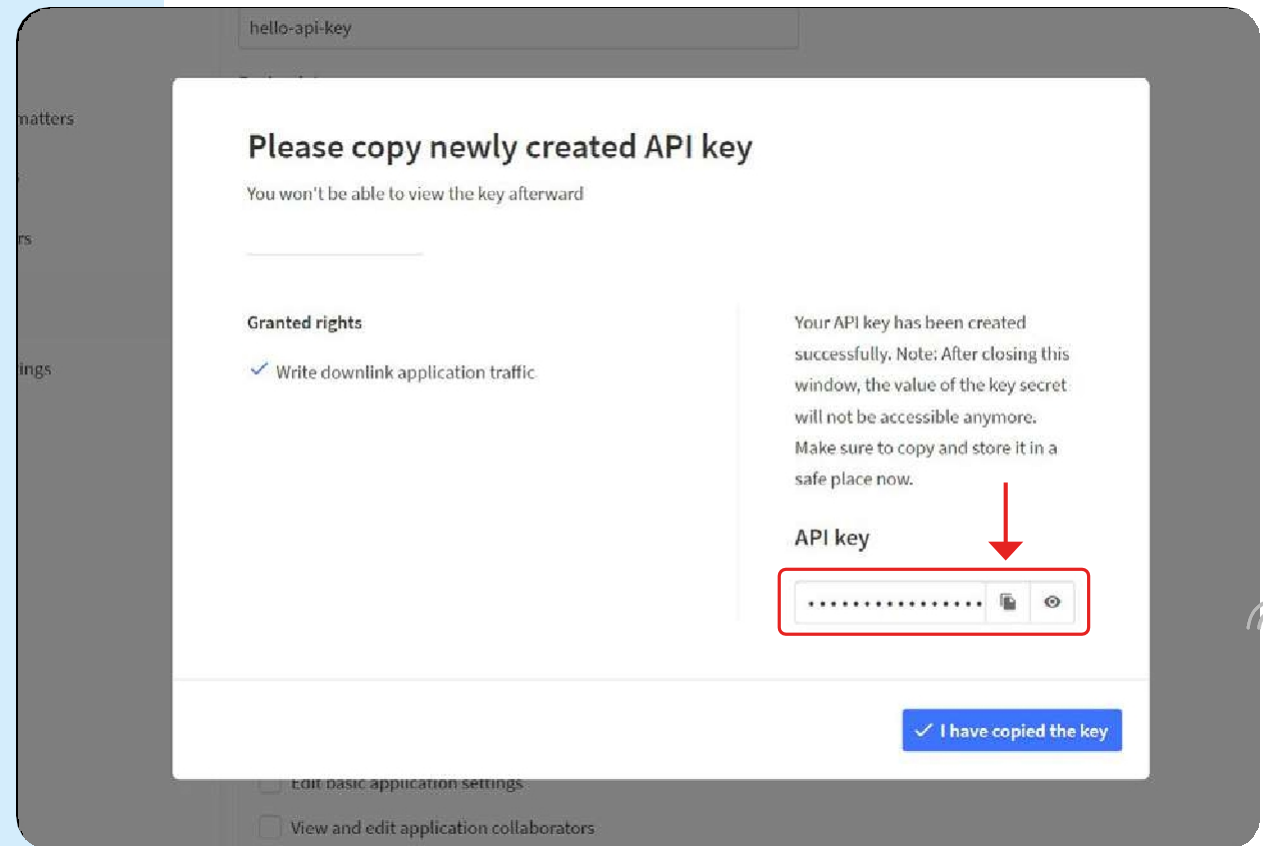 hello-api-key
matters
Please copy newly created API key
You won't be able to view the key afterward
rs
Granted rights
Write downlink application traffic
ings
Your API key has been created
successfully. Note: After closing this
window, the value of the key secret
will not be accessible anymore.
Make sure to copy and store it in a
safe place now.
API key
................
I have copied the key
Edit basic application settings
View and edit application collaborators